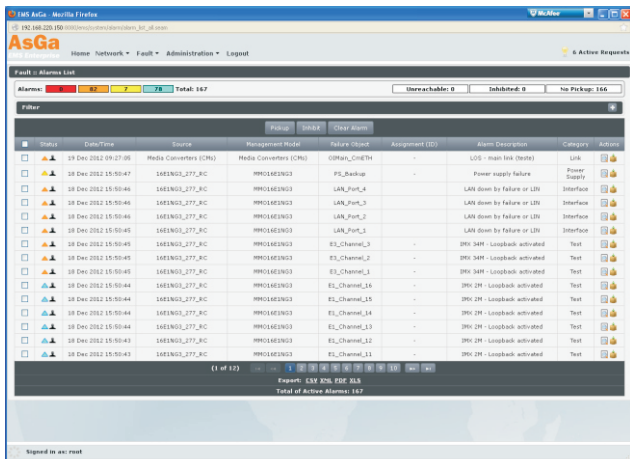 EMS AsGa - Mozilla Firefox
McAfee
AsGa
Home Network Fault Administration Logout
6 Active Requests
Fault :: Alarms List
Alarms: 0 82 7 78 Total: 167 Unreachable: 0 Inhibited: 0 No Pickup: 166
Filter
Pickup Inhibit Clear Alarm
Status Date/Time Source Management Model Failure Object Assignment (ID) Alarm Description Category Actions
19 Dec 2012 09:27:05 Media Converters (CMs) Media Converters (CMs) - LOS - main link (teste) Link
18 Dec 2012 15:50:47 16E1NG3_277_RC MMO16E1NG3 PS_Backup - Power supply failure Power Supply
18 Dec 2012 15:50:46 16E1NG3_277_RC MMO16E1NG3 LAN_Port_4 - LAN down by failure or LIN Interface
18 Dec 2012 15:50:46 16E1NG3_277_RC MMO16E1NG3 LAN_Port_3 - LAN down by failure or LIN Interface
18 Dec 2012 15:50:46 16E1NG3_277_RC MMO16E1NG3 LAN_Port_2 - LAN down by failure or LIN Interface
18 Dec 2012 15:50:45 16E1NG3_277_RC MMO16E1NG3 LAN_Port_1 - LAN down by failure or LIN Interface
18 Dec 2012 15:50:45 16E1NG3_277_RC MMO16E1NG3 E3_Channel_3 - IMX 34M - Loopback activated Test
18 Dec 2012 15:50:45 16E1NG3_277_RC MMO16E1NG3 E3_Channel_2 - IMX 34M - Loopback activated Test
18 Dec 2012 15:50:45 16E1NG3_277_RC MMO16E1NG3 E3_Channel_1 - IMX 34M - Loopback activated Test
18 Dec 2012 15:50:44 16E1NG3_277_RC MMO16E1NG3 E1_Channel_16 - IMX 2M - Loopback activated Test
18 Dec 2012 15:50:44 16E1NG3_277_RC MMO16E1NG3 E1_Channel_15 - IMX 2M - Loopback activated Test
18 Dec 2012 15:50:44 16E1NG3_277_RC MMO16E1NG3 E1_Channel_14 - IMX 2M - Loopback activated Test
18 Dec 2012 15:50:44 16E1NG3_277_RC MMO16E1NG3 E1_Channel_13 - IMX 2M - Loopback activated Test
18 Dec 2012 15:50:43 16E1NG3_277_RC MMO16E1NG3 E1_Channel_12 - IMX 2M - Loopback activated Test
18 Dec 2012 15:50:43 16E1NG3_277_RC MMO16E1NG3 E1_Channel_11 - IMX 2M - Loopback activated Test
(1 of 12) 1 2 3 4 5 6 7 8 9 10
Export: CSV XML PDF XLS
Total of Active Alarms: 167
Signed in as: root